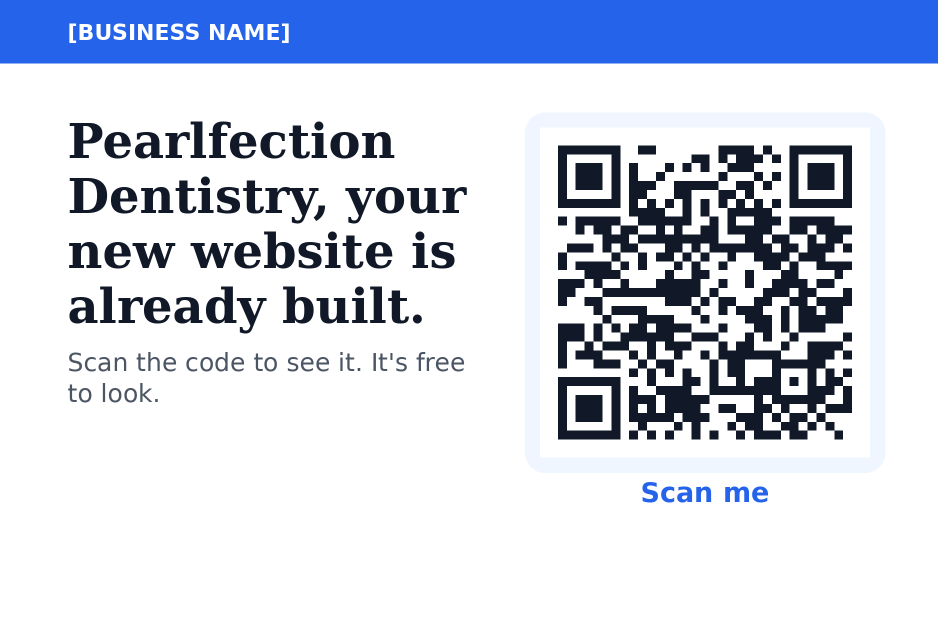 [BUSINESS NAME]
Pearlfection
Dentistry, your
new website is
already built.
Scan the code to see it. It's free
to look.
Scan me